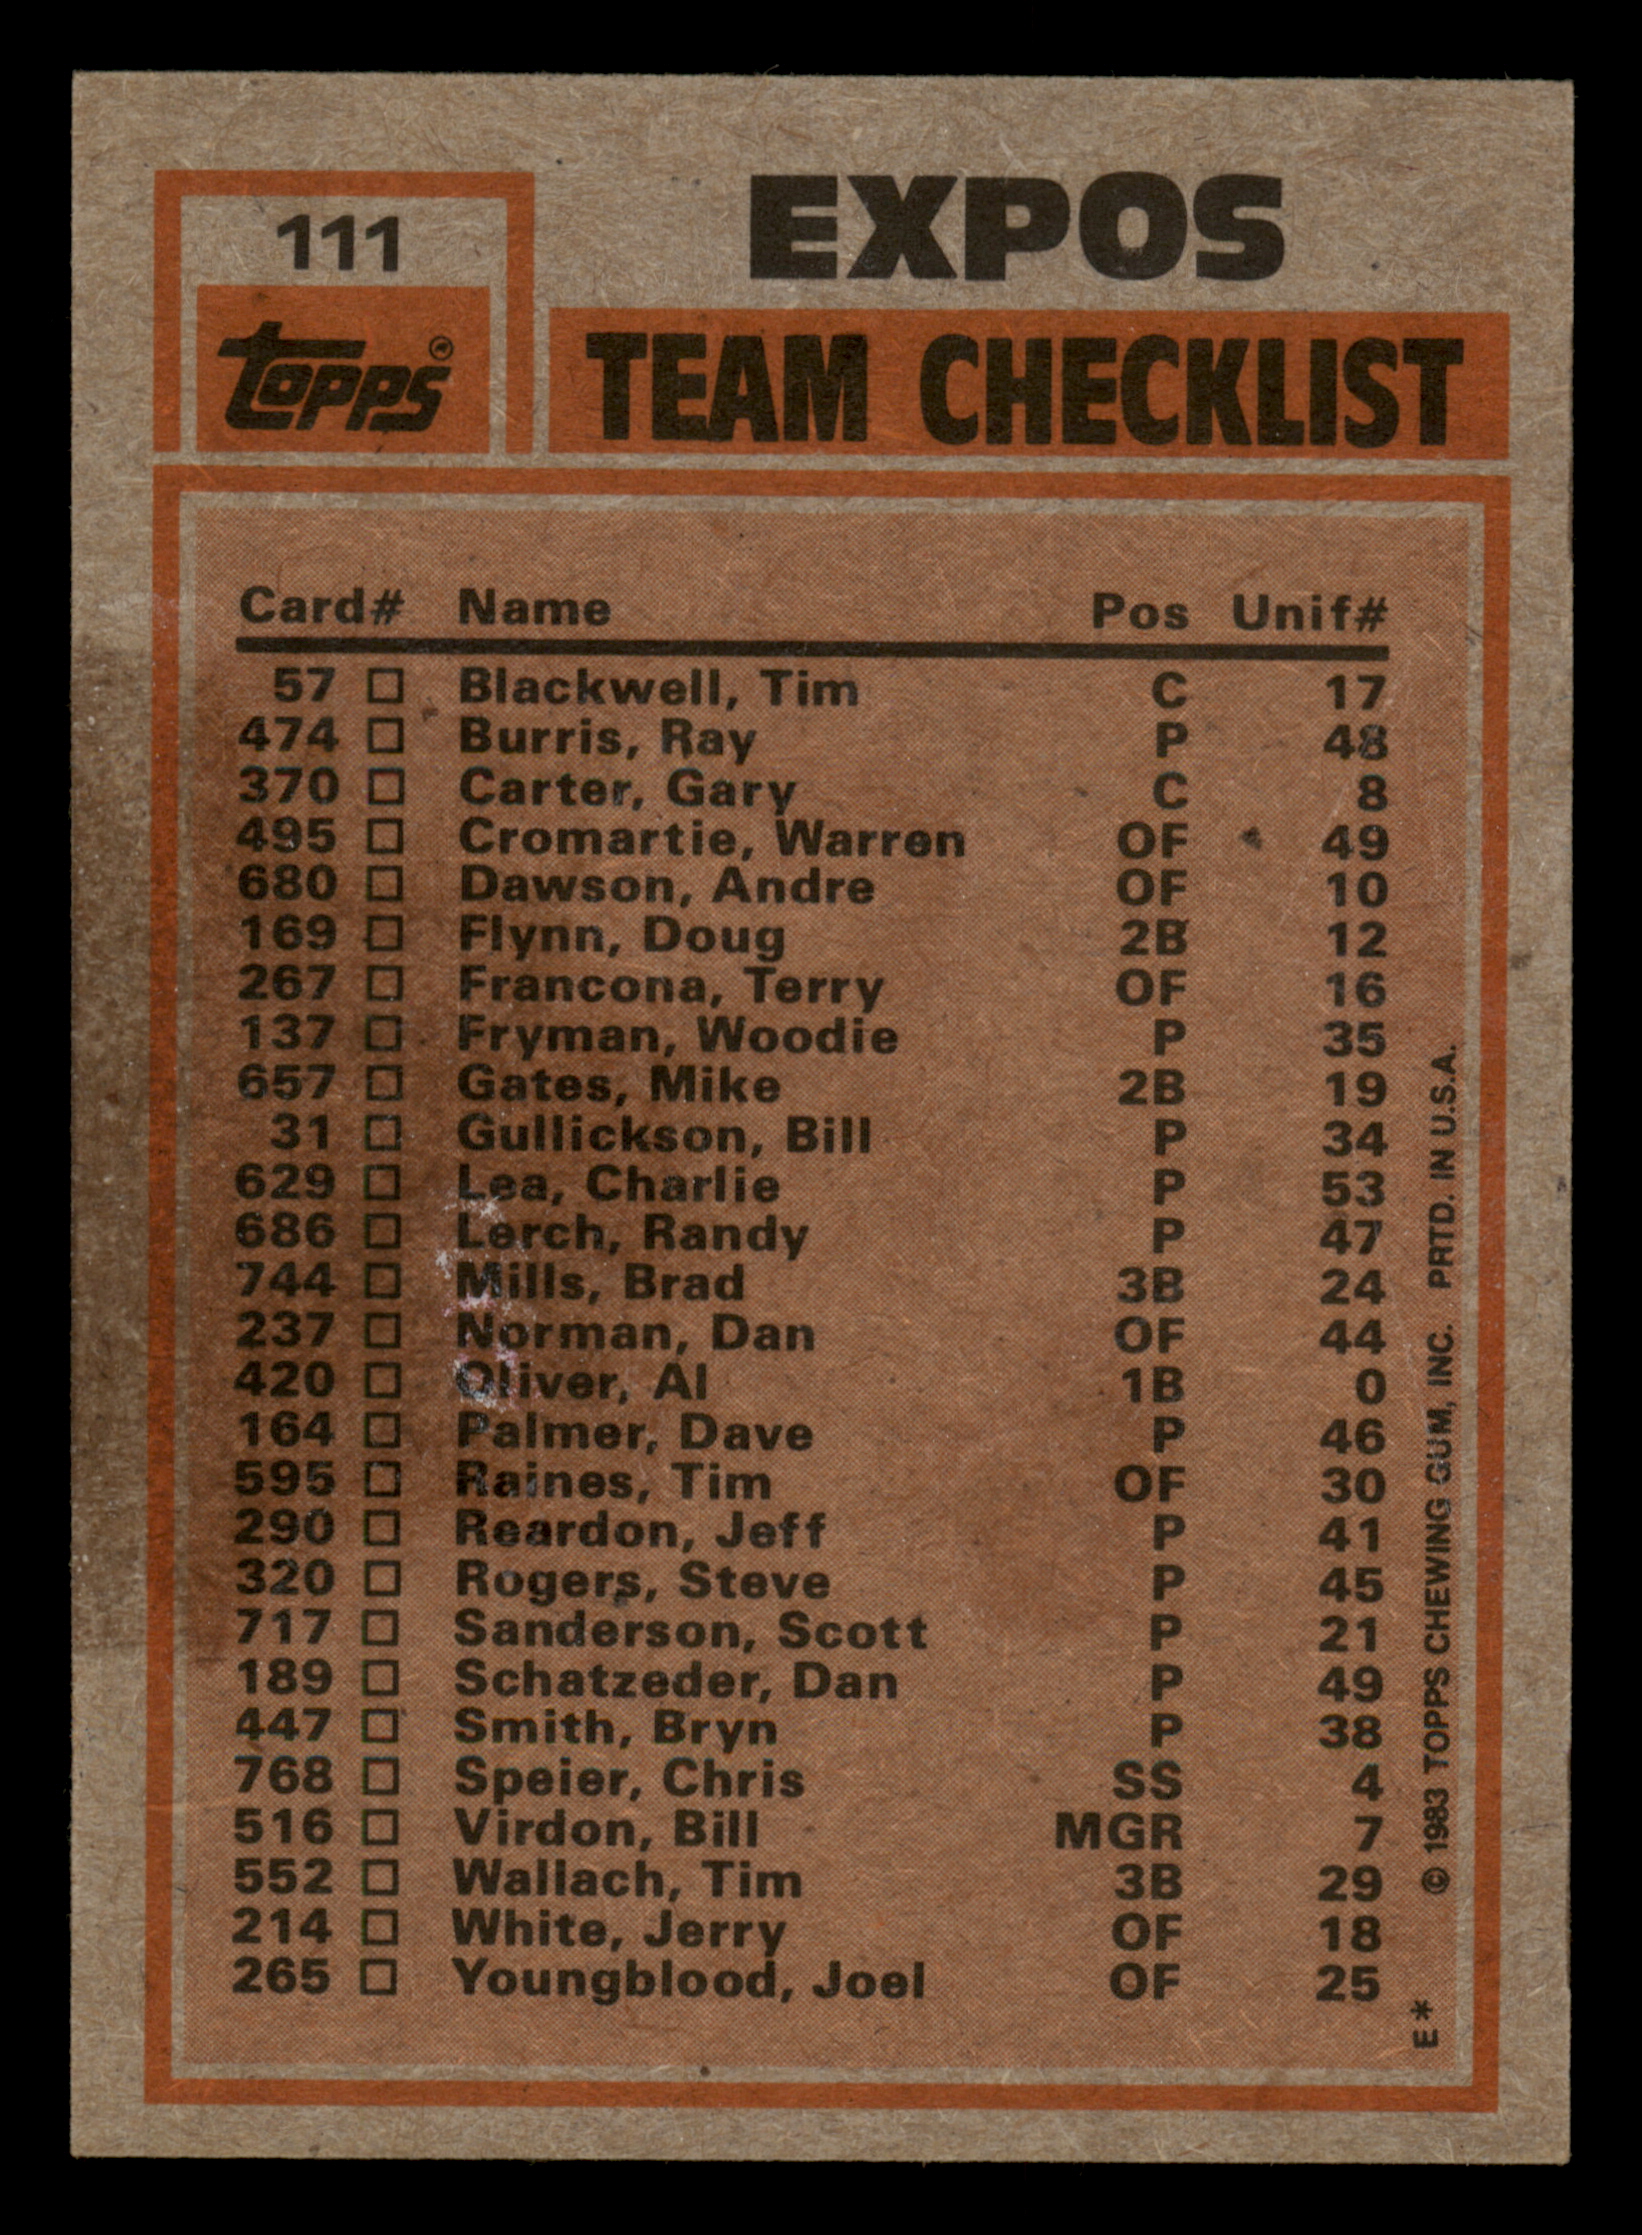 111
EXPOS
Topps®
TEAM CHECKLIST
Card# Name Pos Unif#
57 □ Blackwell, Tim C 17
474 □ Burris, Ray P 48
370 □ Carter, Gary C 8
495 □ Cromartie, Warren OF 49
680 □ Dawson, Andre OF 10
169 □ Flynn, Doug 2B 12
267 □ Francona, Terry OF 16
137 □ Fryman, Woodie P 35
657 □ Gates, Mike 2B 19
31 □ Gullickson, Bill P 34
629 □ Lea, Charlie P 53
686 □ Lerch, Randy P 47
744 □ Mills, Brad 3B 24
237 □ Norman, Dan OF 44
420 □ Oliver, Al 1B 0
164 □ Palmer, Dave P 46
595 □ Raines, Tim OF 30
290 □ Reardon, Jeff P 41
320 □ Rogers, Steve P 45
717 □ Sanderson, Scott P 21
189 □ Schatzeder, Dan P 49
447 □ Smith, Bryn P 38
768 □ Speier, Chris SS 4
516 □ Virdon, Bill MGR 7
552 □ Wallach, Tim 3B 29
214 □ White, Jerry OF 18
265 □ Youngblood, Joel OF 25
E* © 1983 TOPPS CHEWING GUM, INC. PRTD. IN U.S.A.